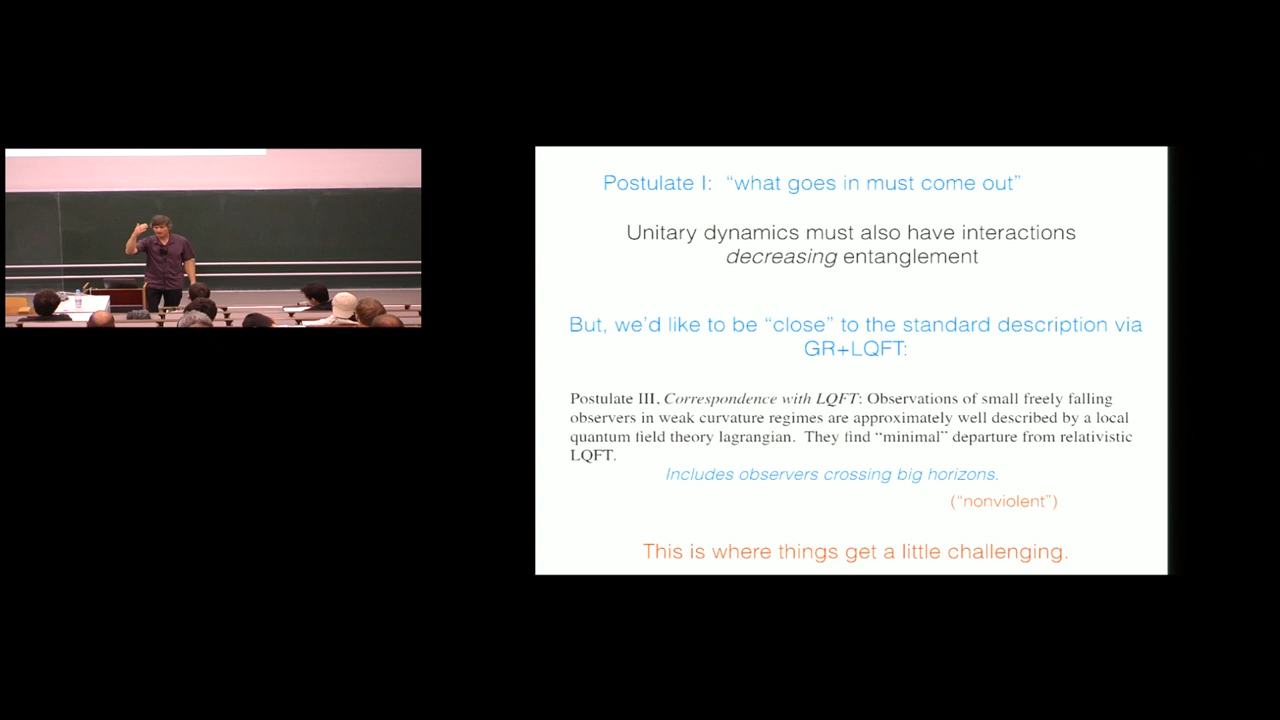 Postulate I: “what goes in must come out”
Unitary dynamics must also have interactions
decreasing entanglement
But, we’d like to be “close” to the standard description via
GR+LQFT:
Postulate III, Correspondence with LQFT: Observations of small freely falling
observers in weak curvature regimes are approximately well described by a local
quantum field theory lagrangian. They find “minimal” departure from relativistic
LQFT.
Includes observers crossing big horizons.
(“nonviolent”)
This is where things get a little challenging.